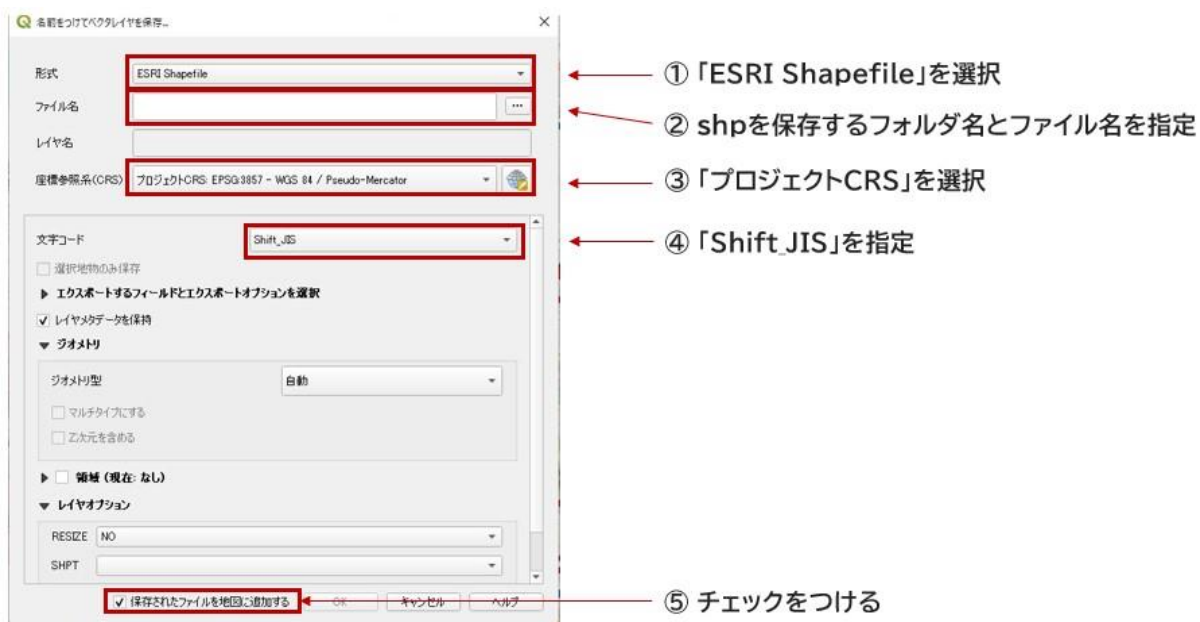 名前をつけてベクタレイヤを保存...
形式 ESRI Shapefile
① 「ESRI Shapefile」を選択
ファイル名 ...
② shpを保存するフォルダ名とファイル名を指定
レイヤ名
座標参照系(CRS) プロジェクトCRS: EPSG:3857 - WGS 84 / Pseudo-Mercator
③ 「プロジェクトCRS」を選択
文字コード Shift_JIS
④ 「Shift_JIS」を指定
選択地物のみ保存
エクスポートするフィールドとエクスポートオプションを選択
レイヤメタデータを保持
ジオメトリ
ジオメトリ型 自動
マルチタイプにする
Z次元を含める
領域 (現在: なし)
レイヤオプション
RESIZE NO
SHPT
保存されたファイルを地図に追加する OK キャンセル ヘルプ
⑤ チェックをつける